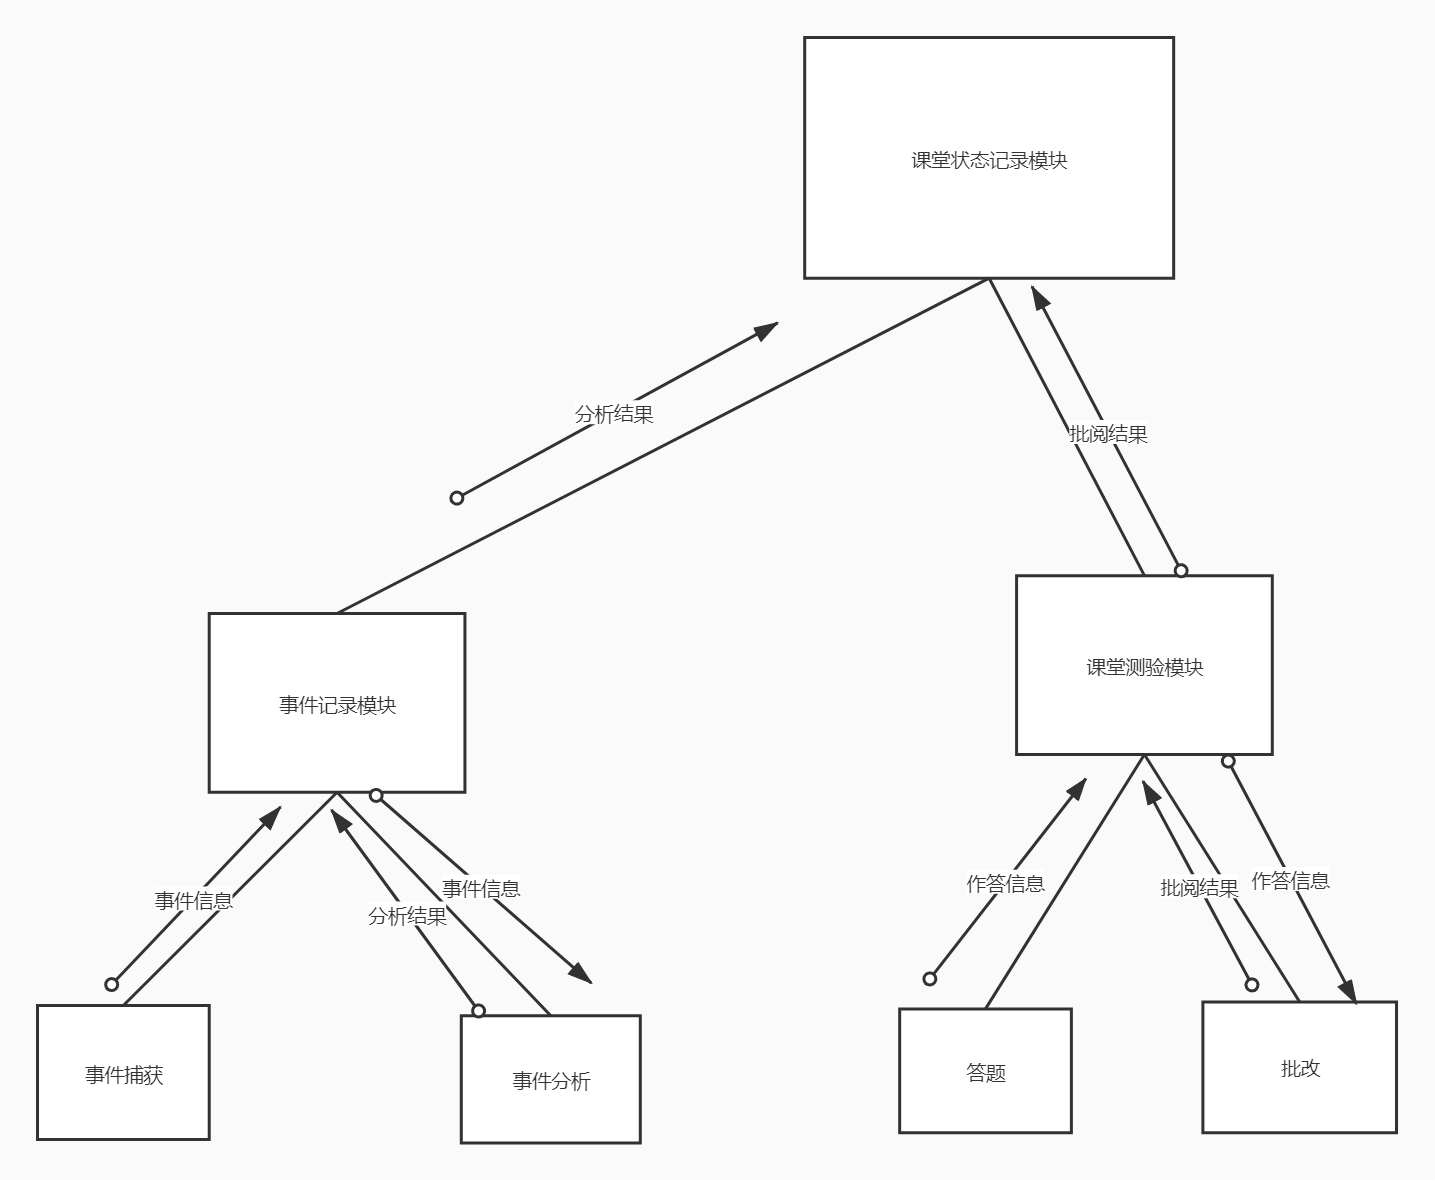 课堂状态记录模块
分析结果
批阅结果
课堂测验模块
事件记录模块
事件信息
分析结果
事件信息
作答信息
批阅结果
作答信息
事件捕获
事件分析
答题
批改